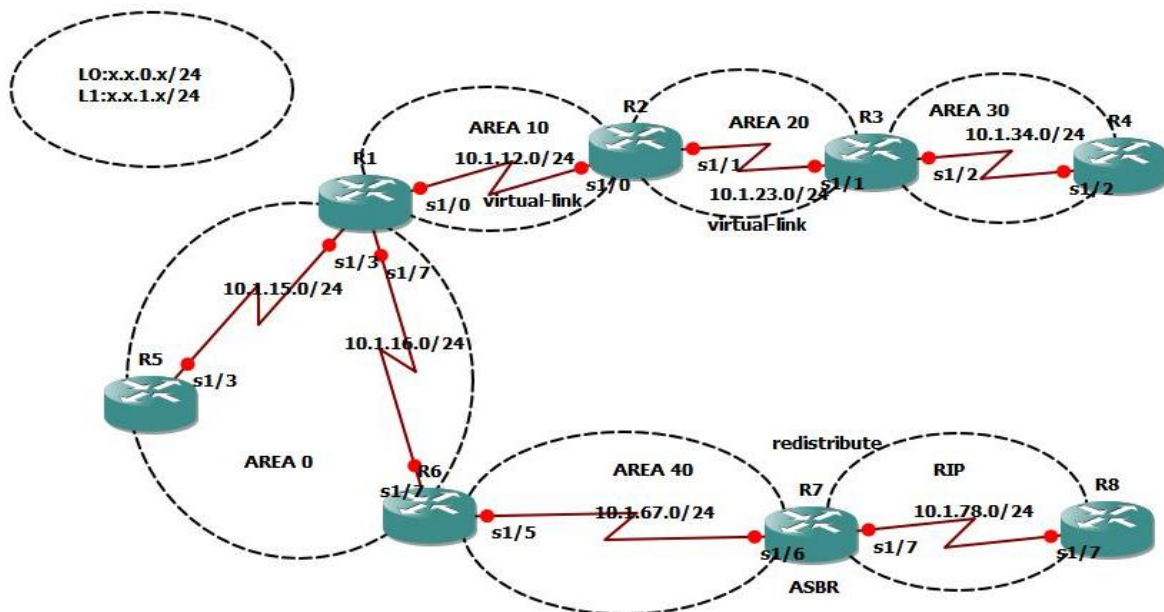 L0:x.x.0.x/24
L1:x.x.1.x/24
R1
AREA 10
10.1.12.0/24
s1/0
virtual-link
s1/0
R2
s1/1
AREA 20
10.1.23.0/24
virtual-link
s1/1
R3
s1/2
AREA 30
10.1.34.0/24
s1/2
R4
s1/3
s1/7
10.1.15.0/24
10.1.16.0/24
R5
s1/3
AREA 0
R6
s1/7
s1/5
AREA 40
10.1.67.0/24
s1/6
redistribute
R7
ASBR
s1/7
RIP
10.1.78.0/24
s1/7
R8